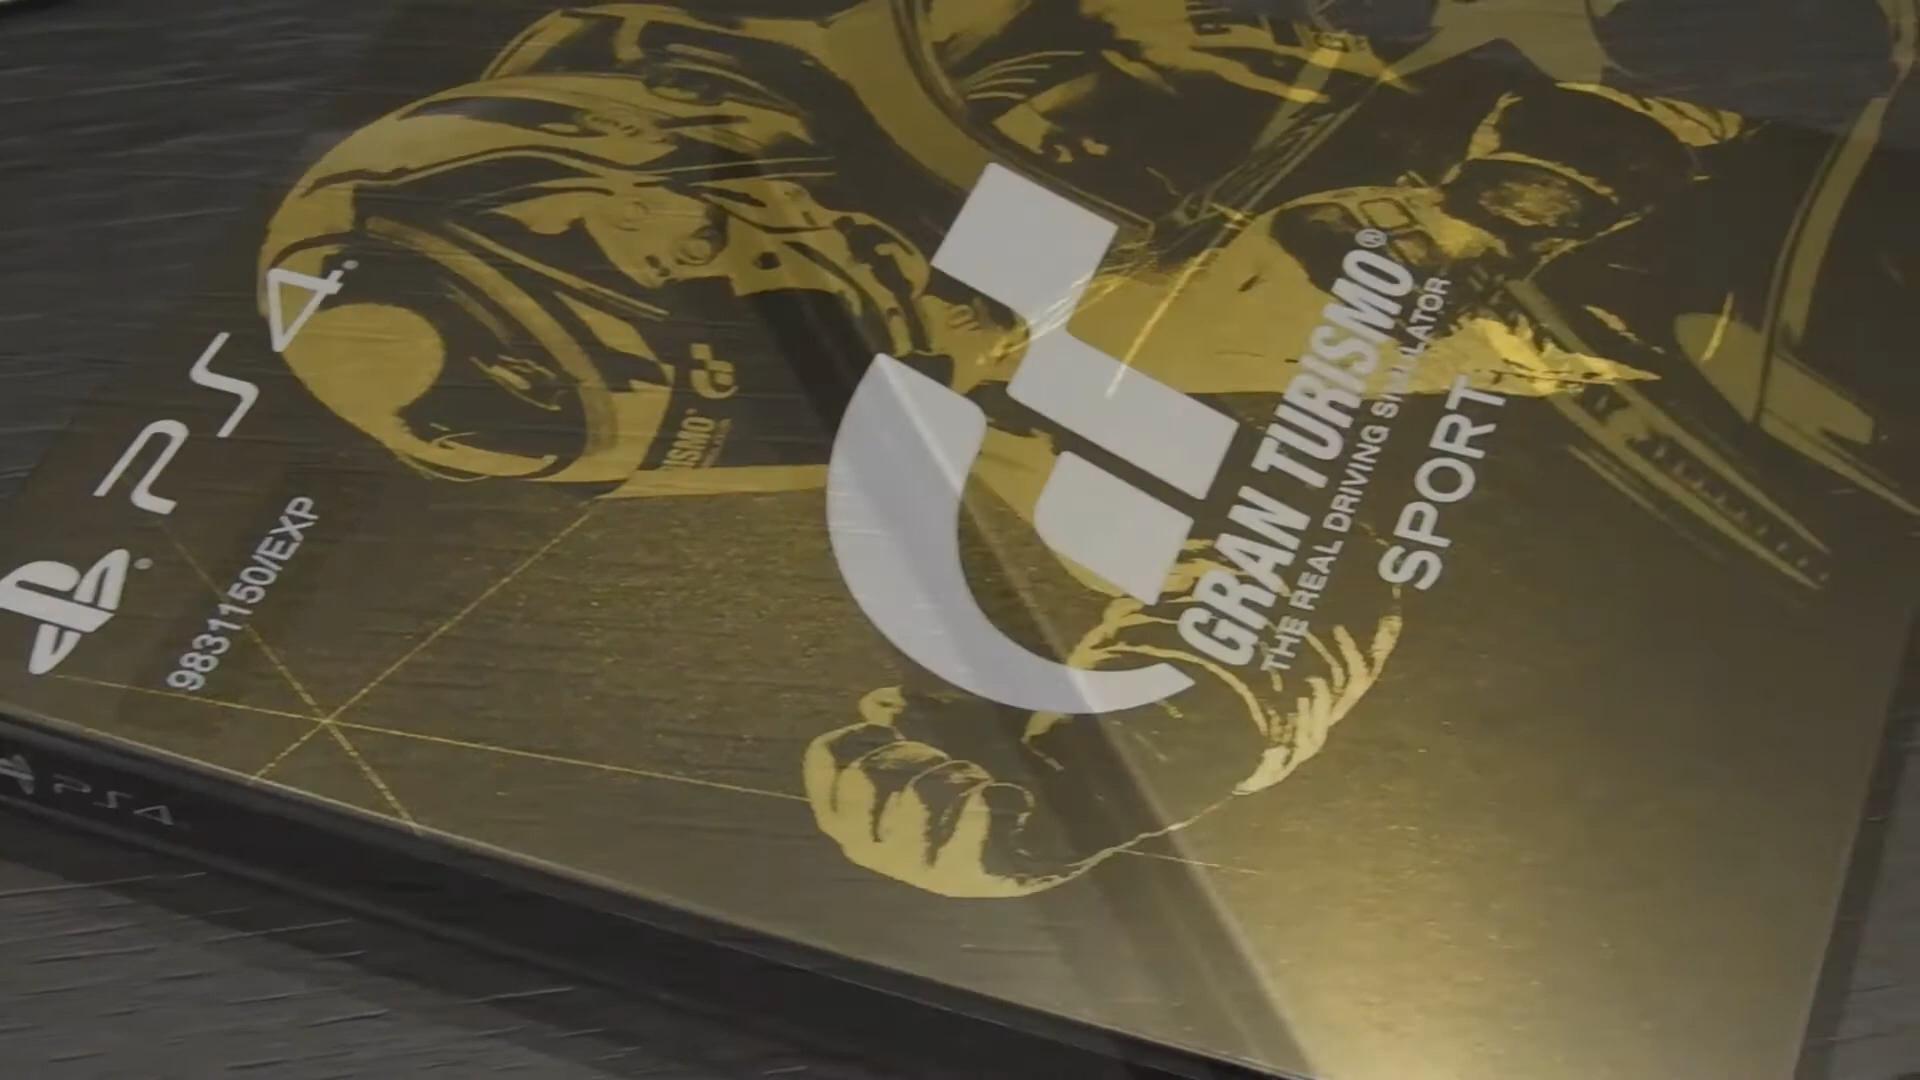 PS4
9831150/EXP
GRAN TURISMO®
THE REAL DRIVING SIMULATOR
SPORT
PS4